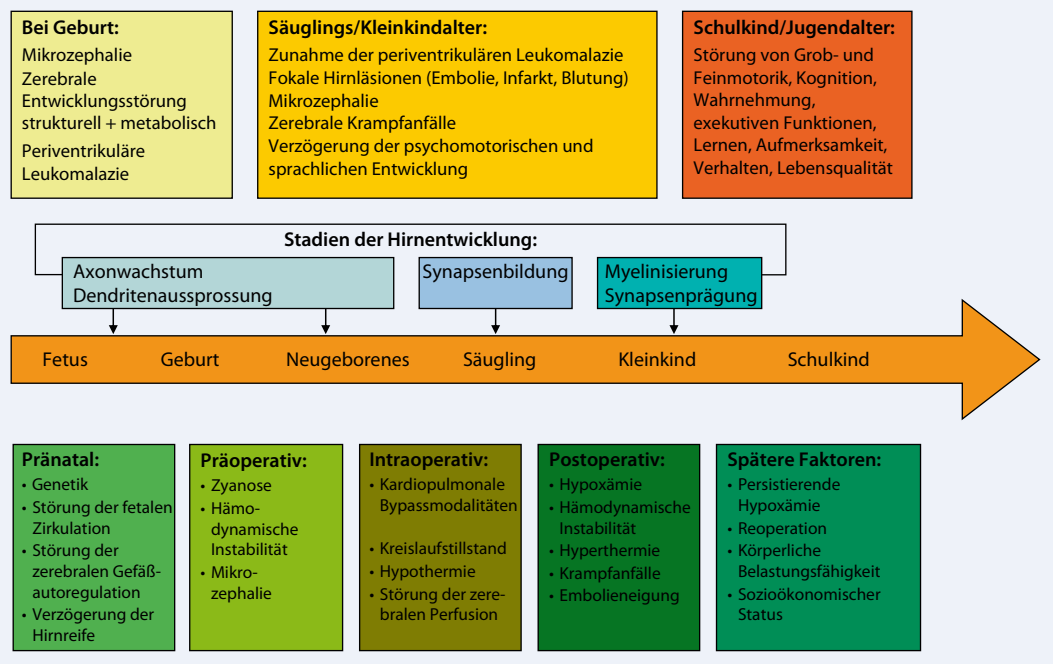 Bei Geburt:
Mikrozephalie
Zerebrale
Entwicklungsstörung
strukturell + metabolisch
Periventrikuläre
Leukomalazie
Säuglings/Kleinkindalter:
Zunahme der periventrikulären Leukomalazie
Fokale Hirnläsionen (Embolie, Infarkt, Blutung)
Mikrozephalie
Zerebrale Krampfanfälle
Verzögerung der psychomotorischen und
sprachlichen Entwicklung
Schulkind/Jugendalter:
Störung von Grob- und
Feinmotorik, Kognition,
Wahrnehmung,
exekutiven Funktionen,
Lernen, Aufmerksamkeit,
Verhalten, Lebensqualität
Stadien der Hirnentwicklung:
Axonwachstum
Dendritenaussprossung
Synapsenbildung
Myelinisierung
Synapsenprägung
Fetus Geburt Neugeborenes Säugling Kleinkind Schulkind
Pränatal:
• Genetik
• Störung der fetalen
Zirkulation
• Störung der
zerebralen Gefäß-
autoregulation
• Verzögerung der
Hirnreife
Präoperativ:
• Zyanose
• Hämo-
dynamische
Instabilität
• Mikro-
zephalie
Intraoperativ:
• Kardiopulmonale
Bypassmodalitäten
• Kreislaufstillstand
• Hypothermie
• Störung der zere-
bralen Perfusion
Postoperativ:
• Hypoxämie
• Hämodynamische
Instabilität
• Hyperthermie
• Krampfanfälle
• Embolieneigung
Spätere Faktoren:
• Persistierende
Hypoxämie
• Reoperation
• Körperliche
Belastungsfähigkeit
• Sozioökonomischer
Status